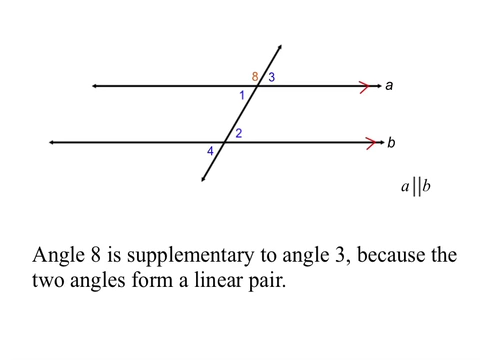 8 3
a
1
2
b
4
a||b
Angle 8 is supplementary to angle 3, because the
two angles form a linear pair.